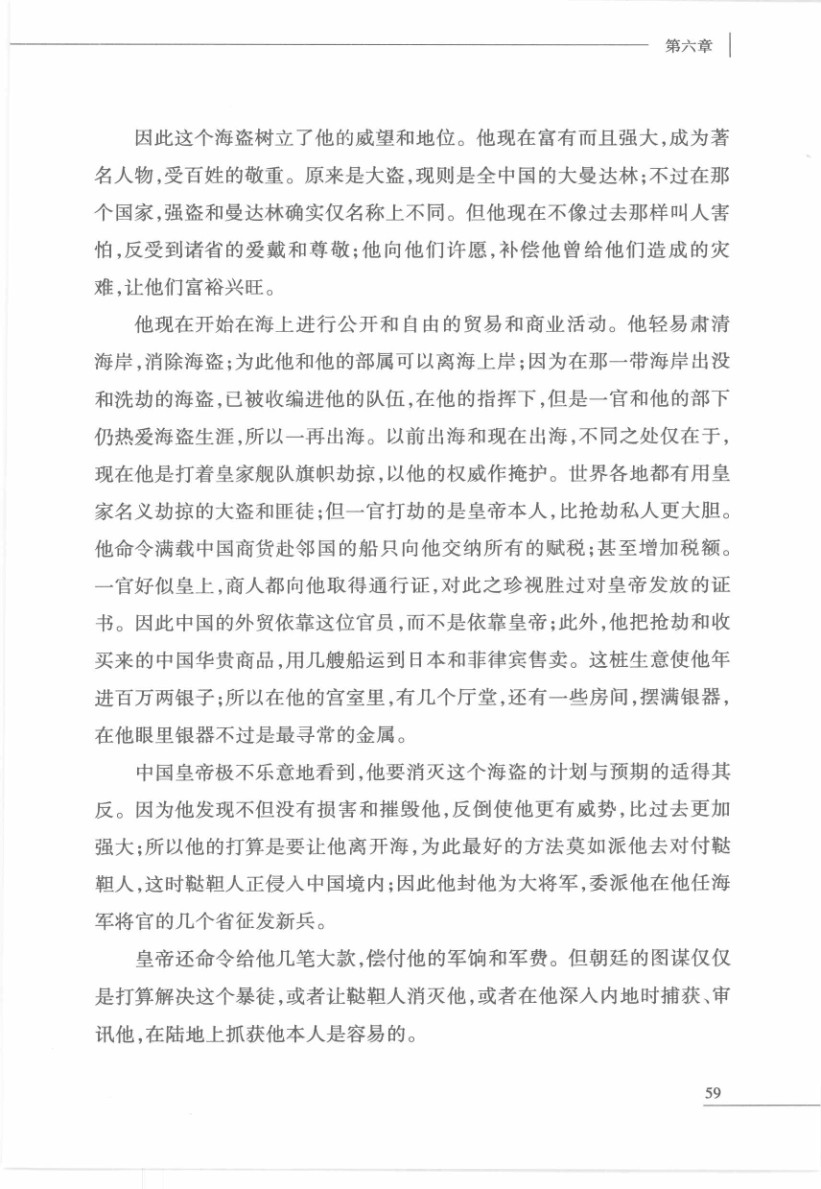 第六章
因此这个海盗树立了他的威望和地位。他现在富有而且强大,成为著
名人物,受百姓的敬重。原来是大盗,现则是全中国的大曼达林;不过在那
个国家,强盗和曼达林确实仅名称上不同。但他现在不像过去那样叫人害
怕,反受到诸省的爱戴和尊敬;他向他们许愿,补偿他曾给他们造成的灾
难,让他们富裕兴旺。
他现在开始在海上进行公开和自由的贸易和商业活动。他轻易肃清
海岸,消除海盗;为此他和他的部属可以离海上岸;因为在那一带海岸出没
和洗劫的海盗,已被收编进他的队伍,在他的指挥下,但是一官和他的部下
仍热爱海盗生涯,所以一再出海。以前出海和现在出海,不同之处仅在于,
现在他是打着皇家舰队旗帜劫掠,以他的权威作掩护。世界各地都有用皇
家名义劫掠的大盗和匪徒;但一官打劫的是皇帝本人,比抢劫私人更大胆。
他命令满载中国商货赴邻国的船只向他交纳所有的赋税;甚至增加税额。
一官好似皇上,商人都向他取得通行证,对此之珍视胜过对皇帝发放的证
书。因此中国的外贸依靠这位官员,而不是依靠皇帝;此外,他把抢劫和收
买来的中国华贵商品,用几艘船运到日本和菲律宾售卖。这桩生意使他年
进百万两银子;所以在他的宫室里,有几个厅堂,还有一些房间,摆满银器,
在他眼里银器不过是最寻常的金属。
中国皇帝极不乐意地看到,他要消灭这个海盗的计划与预期的适得其
反。因为他发现不但没有损害和摧毁他,反倒使他更有威势,比过去更加
强大;所以他的打算是要让他离开海,为此最好的方法莫如派他去对付鞑
靼人,这时鞑靼人正侵入中国境内;因此他封他为大将军,委派他在他任海
军将官的几个省征发新兵。
皇帝还命令给他几笔大款,偿付他的军饷和军费。但朝廷的图谋仅仅
是打算解决这个暴徒,或者让鞑靼人消灭他,或者在他深入内地时捕获、审
讯他,在陆地上抓获他本人是容易的。
59